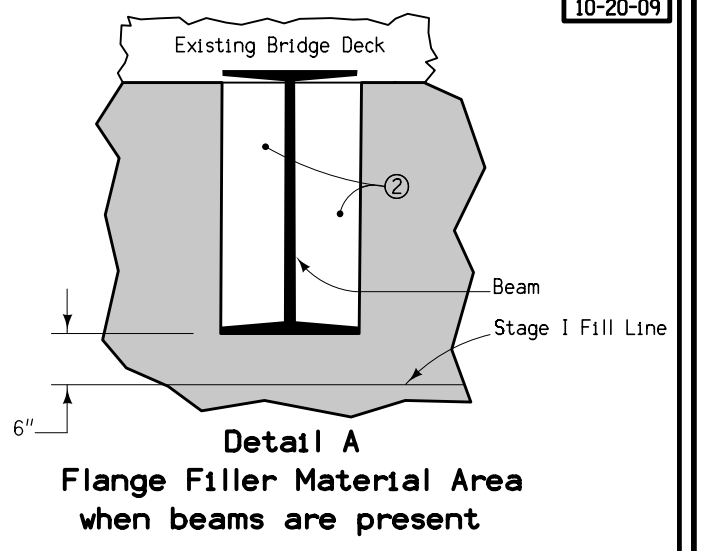 10-20-09
Existing Bridge Deck
2
Beam
Stage I Fill Line
6"
Detail A
Flange Filler Material Area
when beams are present